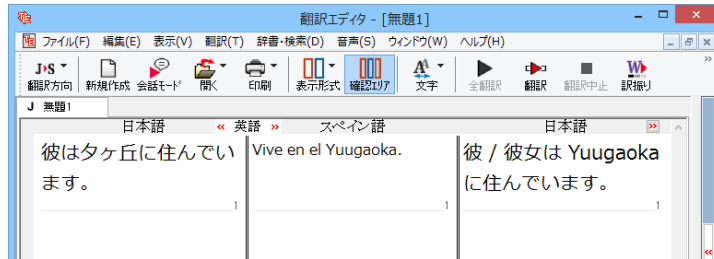 翻訳エディタ - [無題1]
ファイル(F) 編集(E) 表示(V) 翻訳(T) 辞書・検索(D) 音声(S) ウィンドウ(W) ヘルプ(H)
J▸S
翻訳方向 新規作成 会話モード 開く 印刷 表示形式 確認エリア 文字 全翻訳 翻訳 翻訳中止 訳振り
J 無題1
日本語 « 英語 » スペイン語 日本語 »
彼は夕ヶ丘に住んでい
ます。
1
Vive en el Yuugaoka.
1
彼 / 彼女は Yuugaoka
に住んでいます。
1